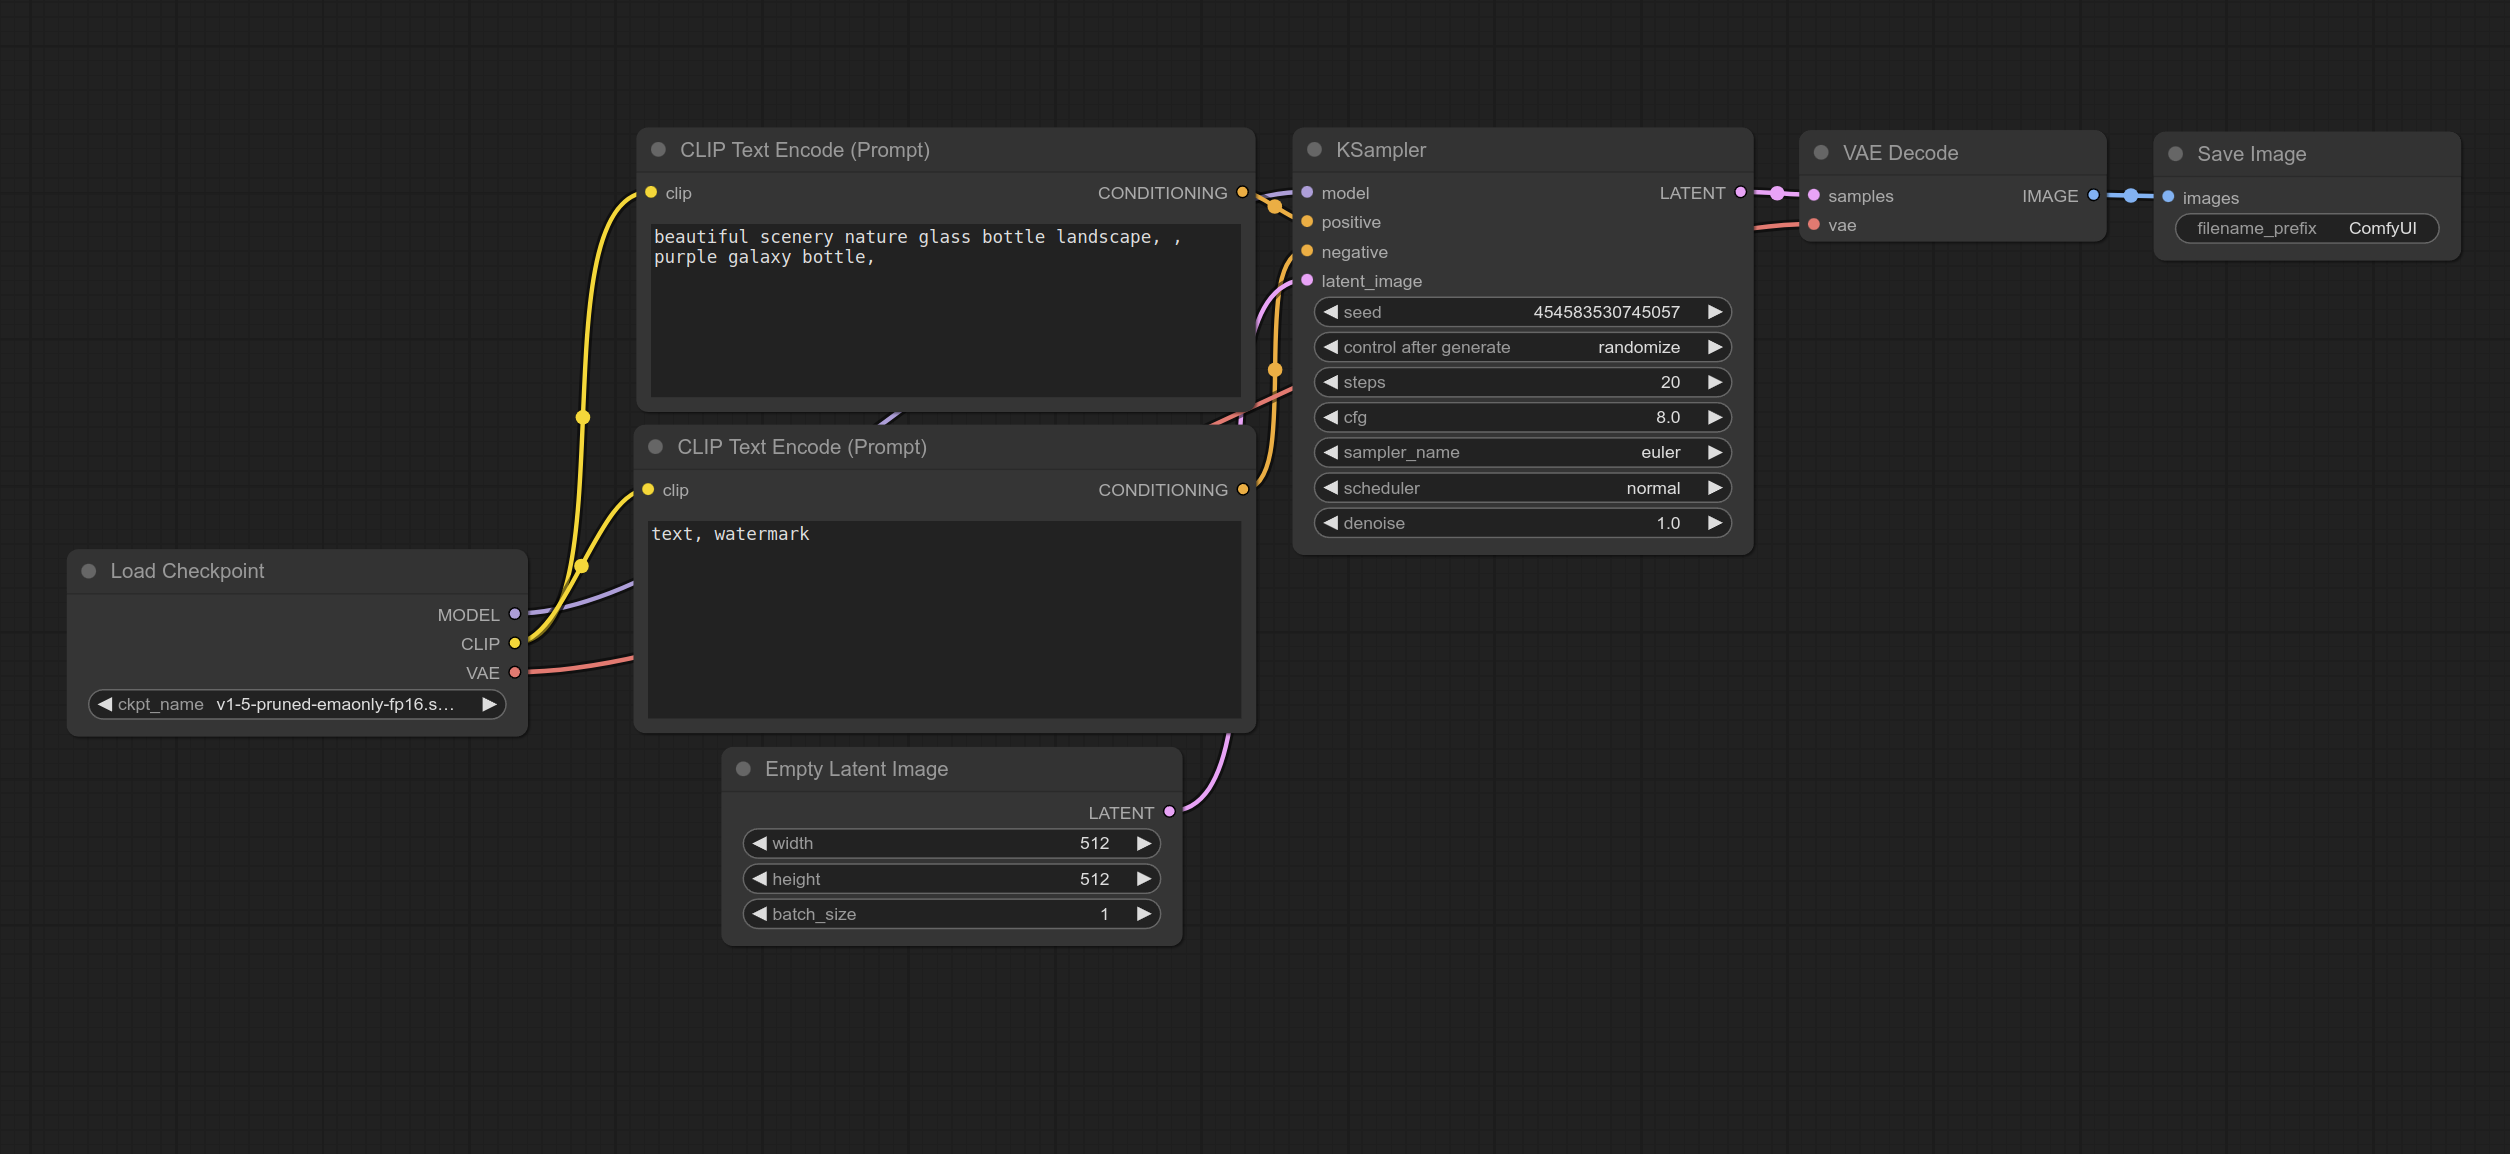 CLIP Text Encode (Prompt)
clip CONDITIONING
beautiful scenery nature glass bottle landscape, ,
purple galaxy bottle,
CLIP Text Encode (Prompt)
clip CONDITIONING
text, watermark
Load Checkpoint
MODEL
CLIP
VAE
ckpt_name v1-5-pruned-emaonly-fp16.s...
Empty Latent Image
LATENT
width 512
height 512
batch_size 1
KSampler
model LATENT
positive
negative
latent_image
seed 454583530745057
control after generate randomize
steps 20
cfg 8.0
sampler_name euler
scheduler normal
denoise 1.0
VAE Decode
samples IMAGE
vae
Save Image
images
filename_prefix ComfyUI